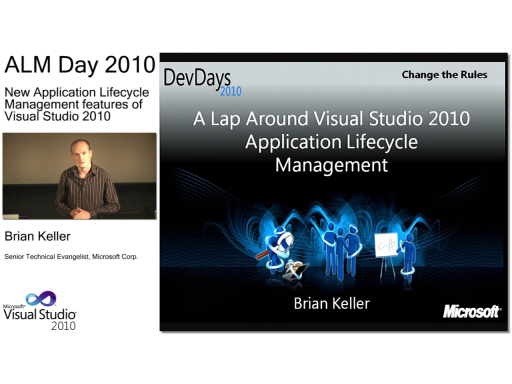 ALM Day 2010
New Application Lifecycle
Management features of
Visual Studio 2010
Brian Keller
Senior Technical Evangelist, Microsoft Corp.
Microsoft
Visual Studio
2010
DevDays
2010
Change the Rules
A Lap Around Visual Studio 2010
Application Lifecycle
Management
Brian Keller
Microsoft